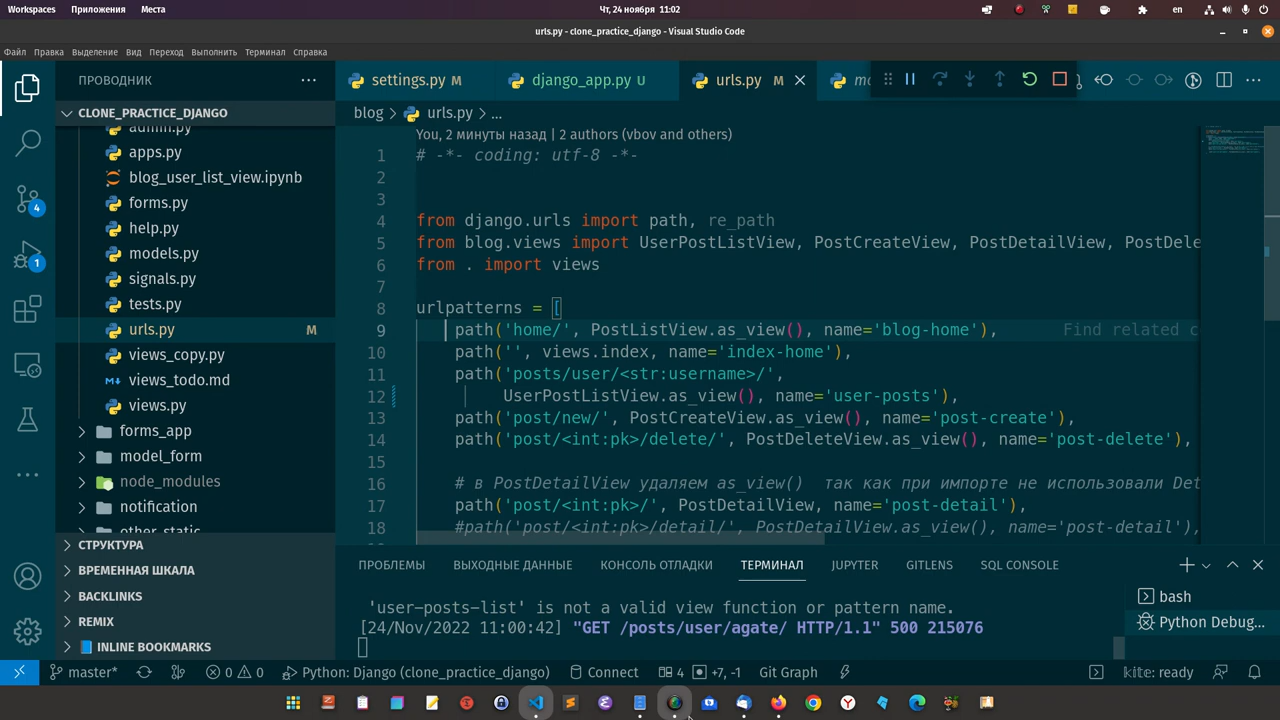 Workspaces Приложения Места Чт, 24 ноября 11:02 en
urls.py - clone_practice_django - Visual Studio Code
Файл Правка Выделение Вид Переход Выполнить Терминал Справка
ПРОВОДНИК
settings.py M django_app.py U urls.py M
CLONE_PRACTICE_DJANGO
blog > urls.py > ...
admin.py
apps.py
blog_user_list_view.ipynb
forms.py
help.py
models.py
signals.py
tests.py
urls.py M
views_copy.py
views_todo.md
views.py
forms_app
model_form
node_modules
notification
other_static
СТРУКТУРА
ВРЕМЕННАЯ ШКАЛА
BACKLINKS
REMIX
INLINE BOOKMARKS
4
1
You, 2 минуты назад | 2 authors (vbov and others)
1 # -*- coding: utf-8 -*-
2
3
4 from django.urls import path, re_path
5 from blog.views import UserPostListView, PostCreateView, PostDetailView, PostDele
6 from . import views
7
8 urlpatterns = [
9 path('home/', PostListView.as_view(), name='blog-home'), Find related c
10 path('', views.index, name='index-home'),
11 path('posts/user/<str:username>/',
12 UserPostListView.as_view(), name='user-posts'),
13 path('post/new/', PostCreateView.as_view(), name='post-create'),
14 path('post/<int:pk>/delete/', PostDeleteView.as_view(), name='post-delete'),
15
16 # в PostDetailView удаляем as_view() так как при импорте не использовали Det
17 path('post/<int:pk>/', PostDetailView, name='post-detail'),
18 #path('post/<int:pk>/detail/', PostDetailView.as_view(), name='post-detail'),
ПРОБЛЕМЫ ВЫХОДНЫЕ ДАННЫЕ КОНСОЛЬ ОТЛАДКИ ТЕРМИНАЛ JUPYTER GITLENS SQL CONSOLE
'user-posts-list' is not a valid view function or pattern name.
[24/Nov/2022 11:00:42] "GET /posts/user/agate/ HTTP/1.1" 500 215076
bash
Python Debug...
master* 0 0 Python: Django (clone_practice_django) Connect 4 +7, -1 Git Graph kite: ready